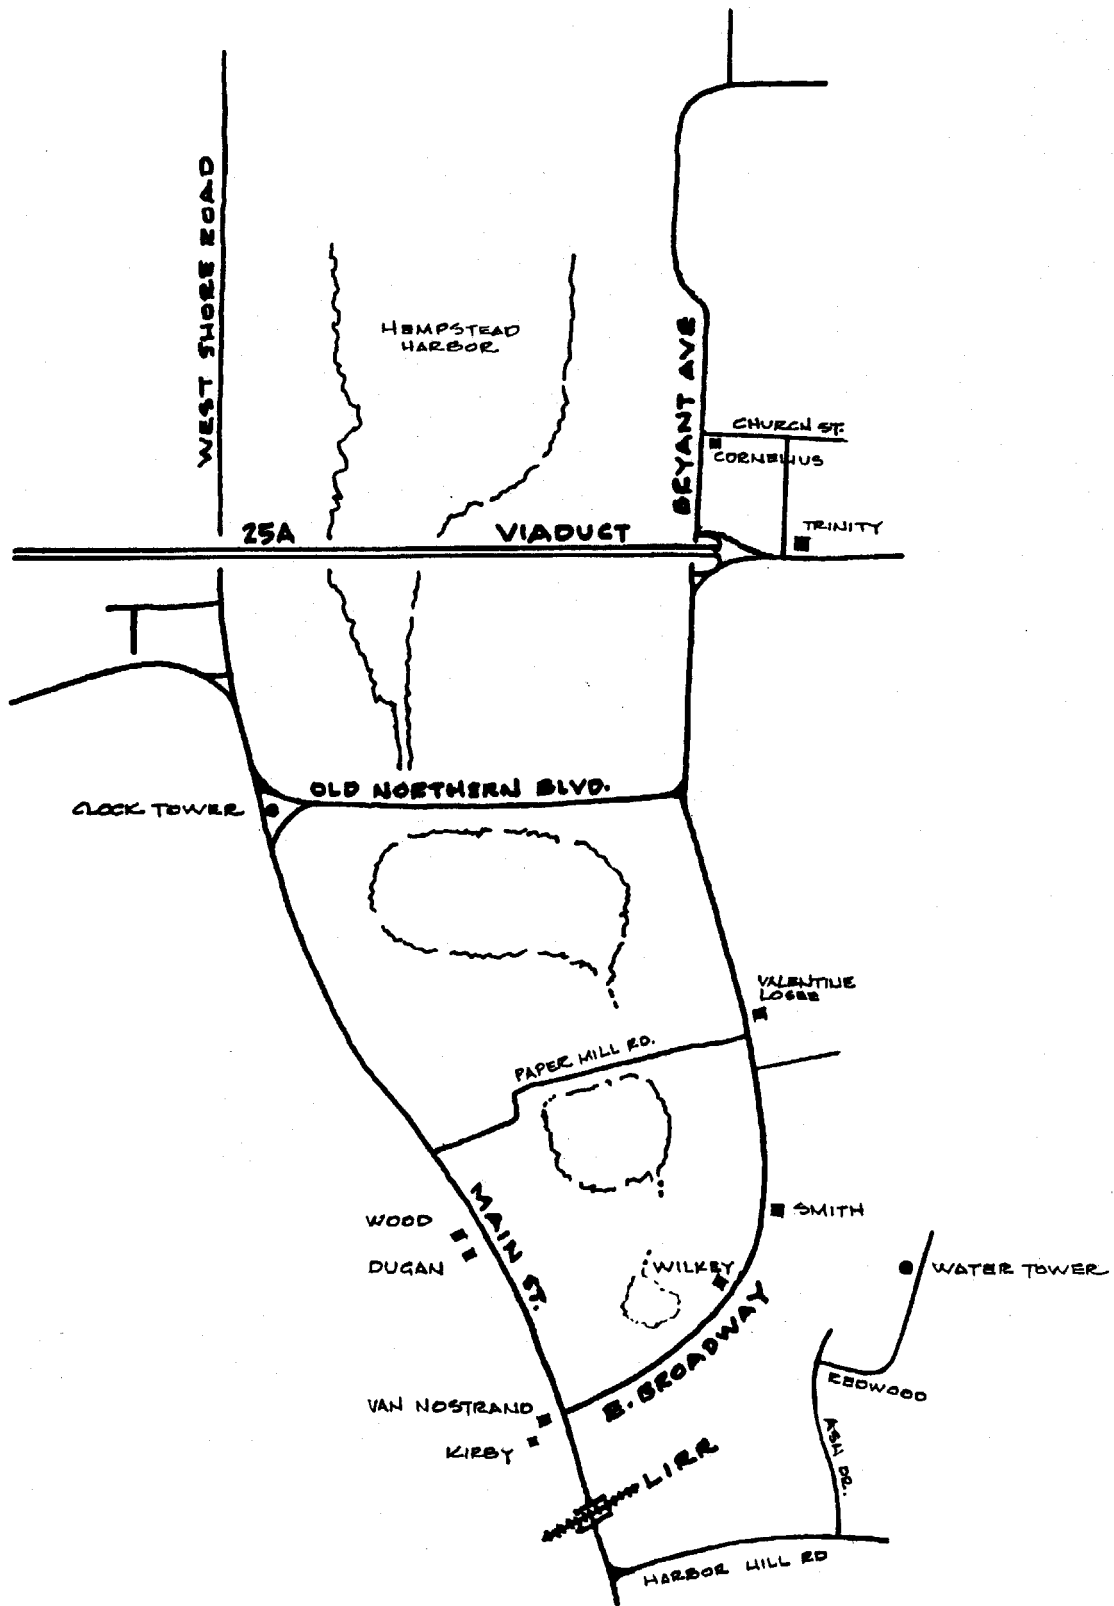 WEST SHORE ROAD
HEMPSTEAD
HARBOR
BRYANT AVE
CHURCH ST.
CORNELIUS
25A
VIADUCT
TRINITY
OLD NORTHERN BLVD.
CLOCK TOWER
VALENTINE
LOSEE
PAPER MILL RD.
MAIN ST.
WOOD
DUGAN
SMITH
WILKEY
WATER TOWER
E. BROADWAY
REDWOOD
VAN NOSTRAND
KIRBY
ASH DR.
LIRR
HARBOR HILL RD